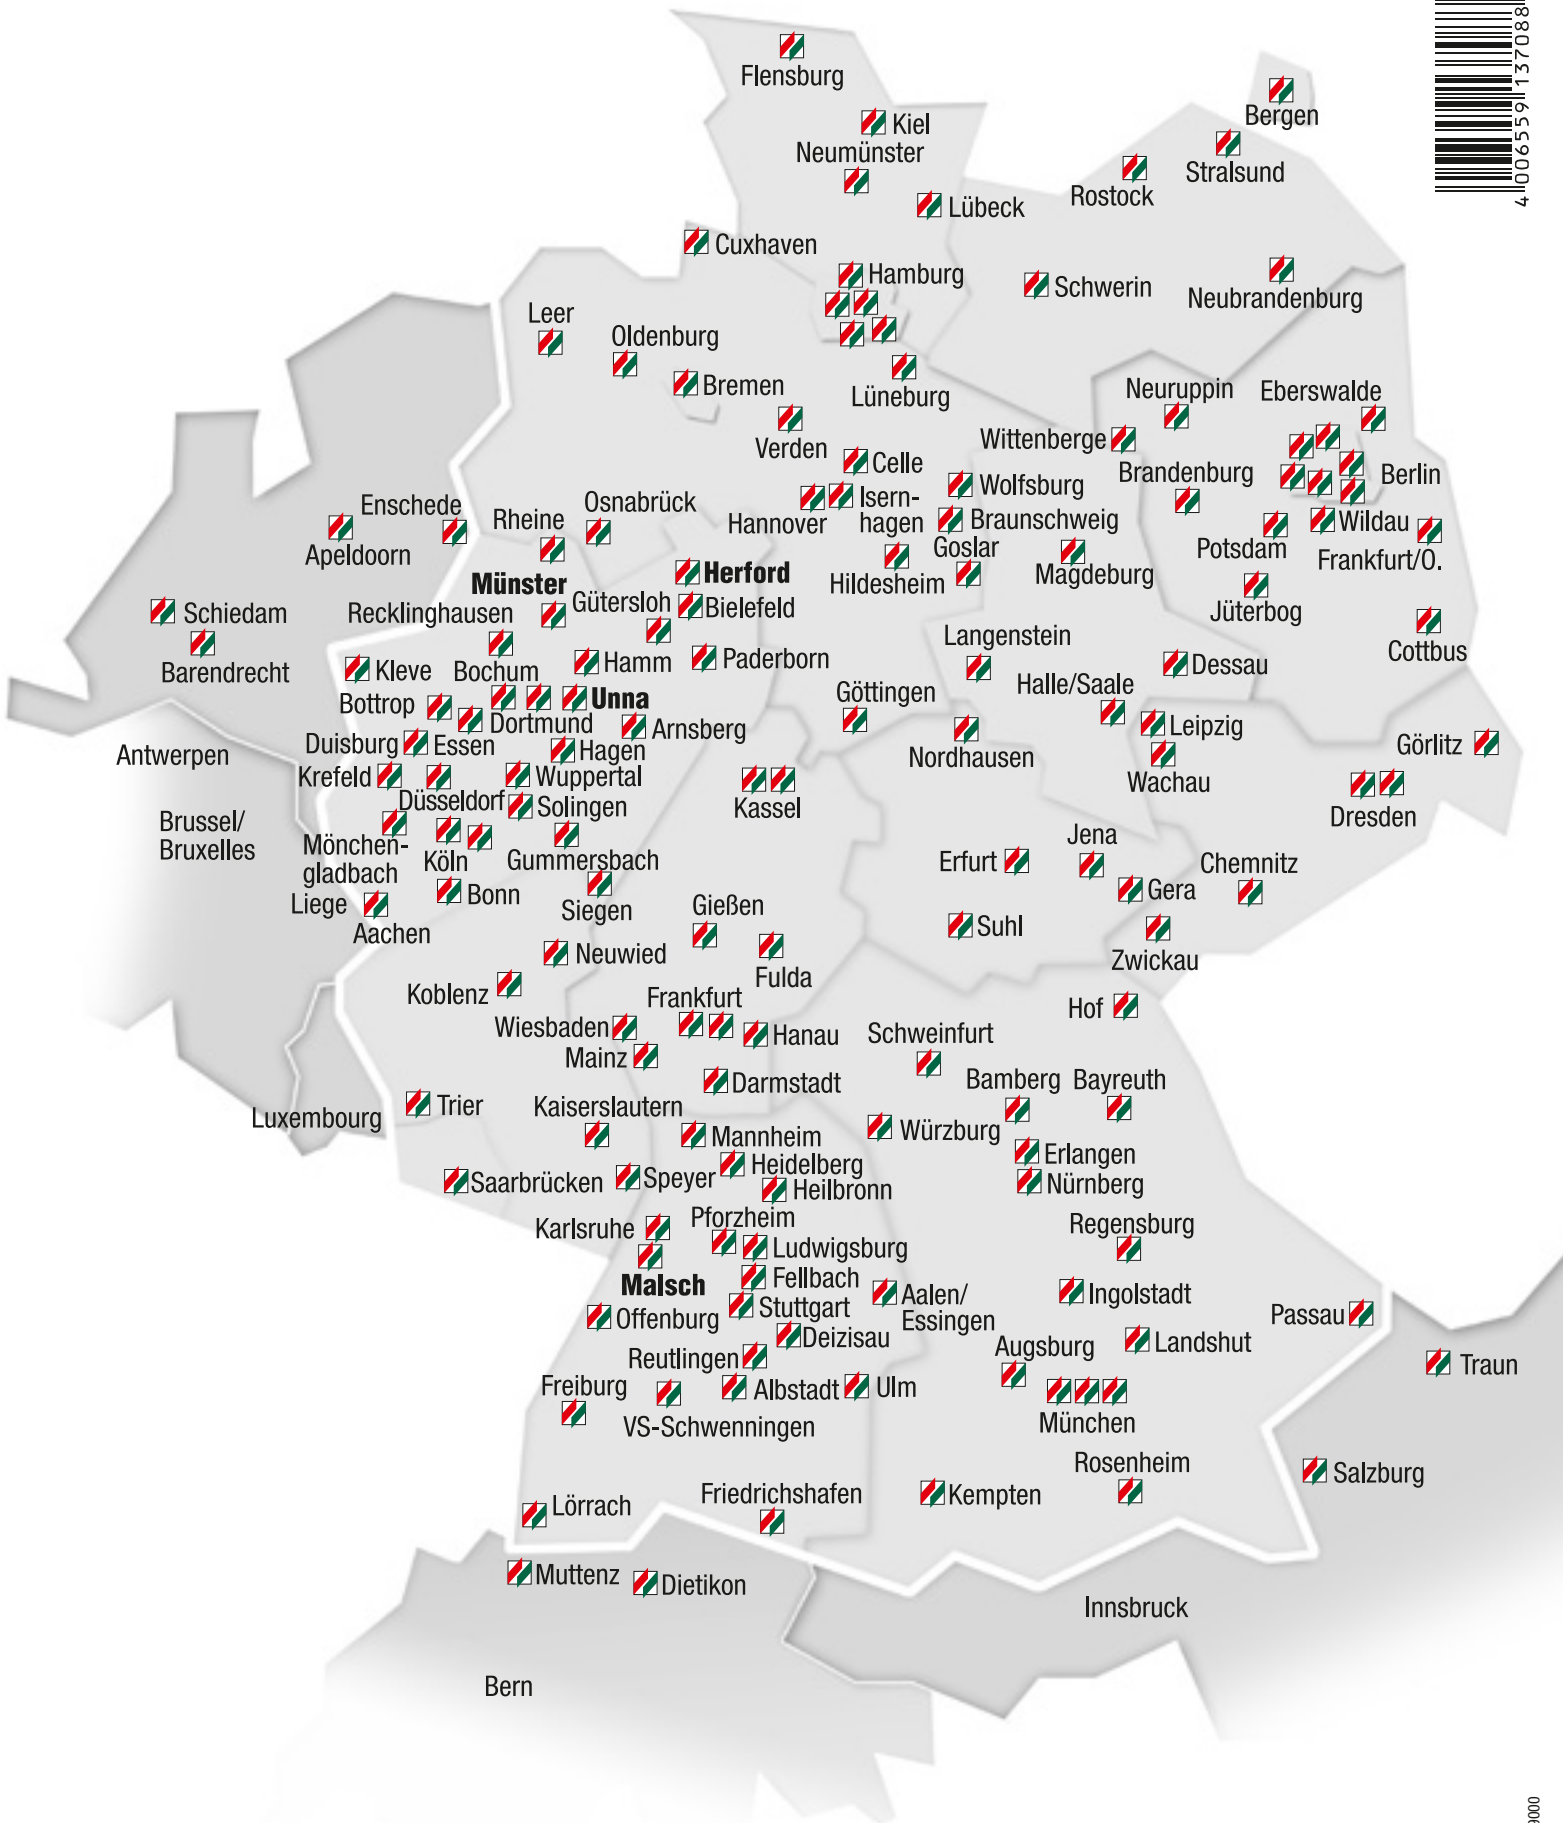 4 006559 137088
Flensburg
Bergen
Kiel
Neumünster
Stralsund
Rostock
Lübeck
Cuxhaven
Hamburg
Schwerin
Neubrandenburg
Leer
Oldenburg
Bremen
Lüneburg
Neuruppin
Eberswalde
Verden
Wittenberge
Celle
Brandenburg
Berlin
Wolfsburg
Enschede
Rheine
Osnabrück
Hannover
Isern-
hagen
Braunschweig
Wildau
Apeldoorn
Goslar
Potsdam
Frankfurt/O.
Münster
Herford
Hildesheim
Magdeburg
Schiedam
Recklinghausen
Gütersloh
Bielefeld
Jüterbog
Barendrecht
Kleve
Bochum
Hamm
Paderborn
Langenstein
Dessau
Cottbus
Bottrop
Unna
Göttingen
Halle/Saale
Dortmund
Arnsberg
Leipzig
Antwerpen
Duisburg
Essen
Hagen
Nordhausen
Görlitz
Krefeld
Wuppertal
Wachau
Düsseldorf
Solingen
Kassel
Dresden
Brussel/
Bruxelles
Mönchen-
gladbach
Köln
Gummersbach
Erfurt
Jena
Chemnitz
Liege
Bonn
Siegen
Gießen
Gera
Aachen
Suhl
Neuwied
Fulda
Zwickau
Koblenz
Frankfurt
Hof
Wiesbaden
Hanau
Schweinfurt
Mainz
Darmstadt
Bamberg
Bayreuth
Luxembourg
Trier
Kaiserslautern
Mannheim
Würzburg
Erlangen
Heidelberg
Saarbrücken
Speyer
Heilbronn
Nürnberg
Karlsruhe
Pforzheim
Regensburg
Ludwigsburg
Malsch
Fellbach
Aalen/
Essingen
Ingolstadt
Offenburg
Stuttgart
Passau
Deizisau
Landshut
Reutlingen
Augsburg
Traun
Freiburg
Albstadt
Ulm
VS-Schwenningen
München
Rosenheim
Salzburg
Lörrach
Friedrichshafen
Kempten
Muttenz
Dietikon
Innsbruck
Bern